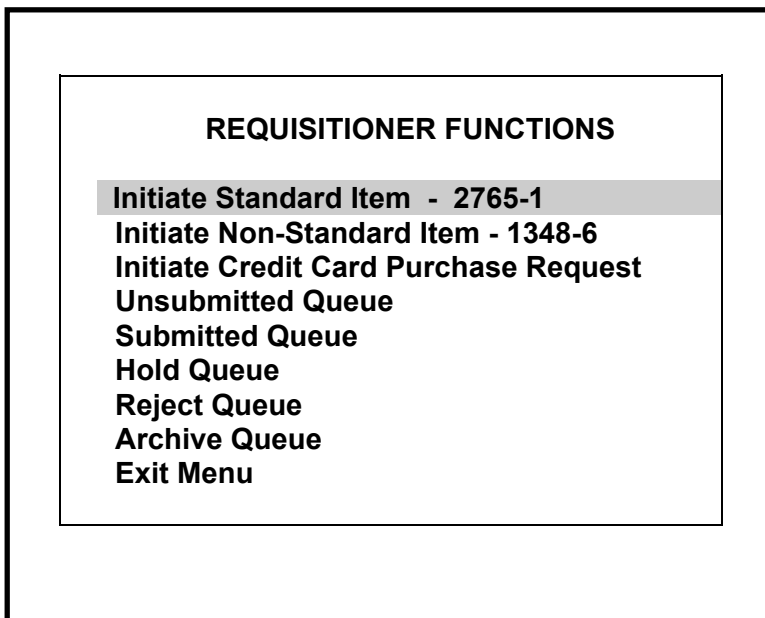 REQUISITIONER FUNCTIONS
Initiate Standard Item - 2765-1
Initiate Non-Standard Item - 1348-6
Initiate Credit Card Purchase Request
Unsubmitted Queue
Submitted Queue
Hold Queue
Reject Queue
Archive Queue
Exit Menu